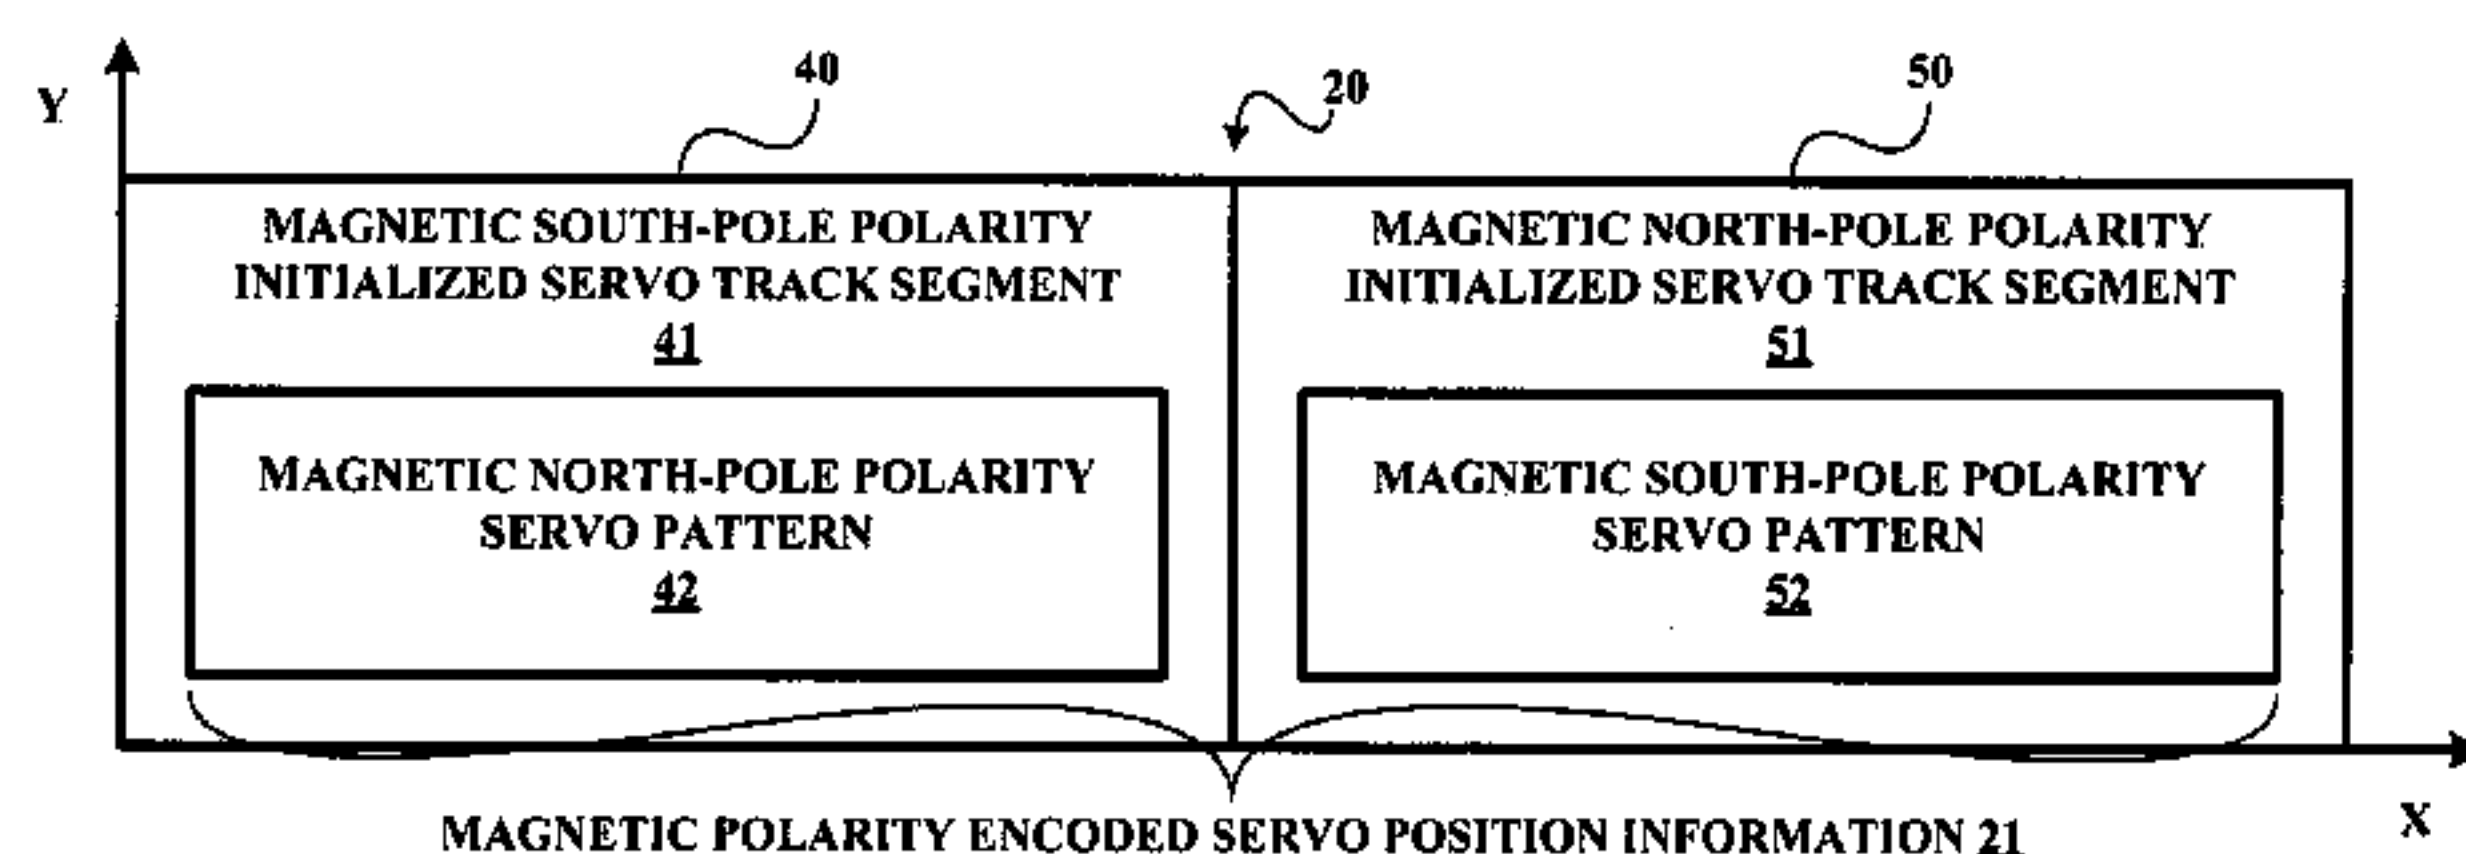 Y
40
20
50
MAGNETIC SOUTH-POLE POLARITY
INITIALIZED SERVO TRACK SEGMENT
41
MAGNETIC NORTH-POLE POLARITY
INITIALIZED SERVO TRACK SEGMENT
51
MAGNETIC NORTH-POLE POLARITY
SERVO PATTERN
42
MAGNETIC SOUTH-POLE POLARITY
SERVO PATTERN
52
MAGNETIC POLARITY ENCODED SERVO POSITION INFORMATION 21
X